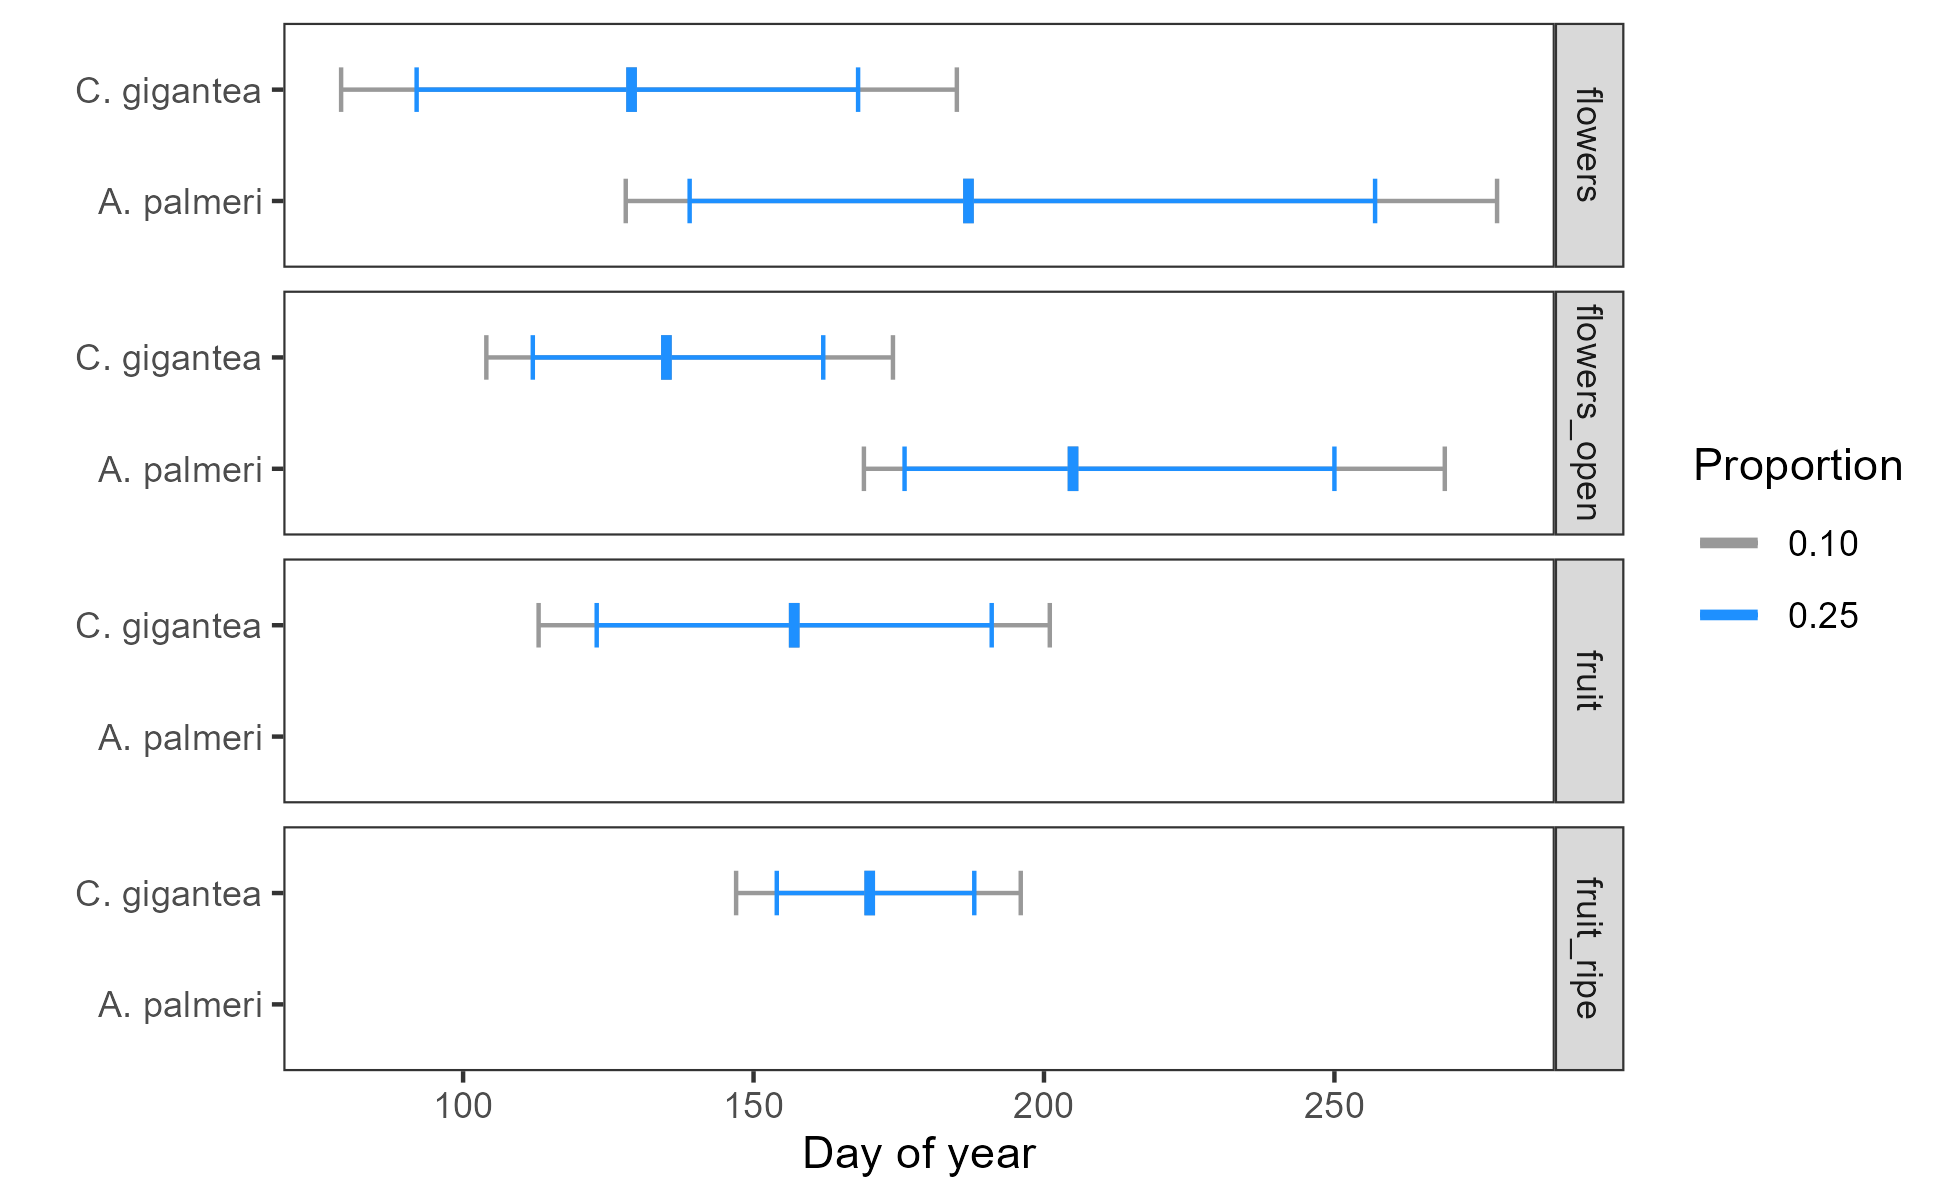 C. gigantea
A. palmeri
flowers
C. gigantea
A. palmeri
flowers_open
C. gigantea
A. palmeri
fruit
C. gigantea
A. palmeri
fruit_ripe
100 150 200 250
Day of year
Proportion
0.10
0.25